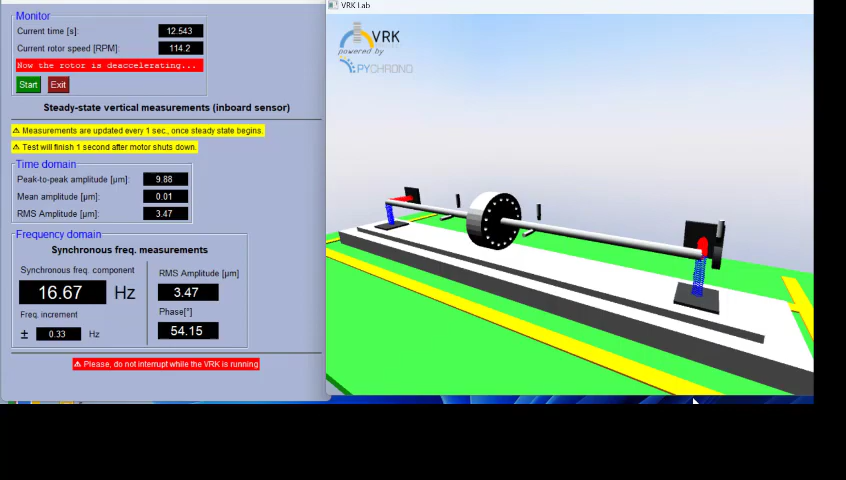 Monitor
Current time [s]: 12.543
Current rotor speed [RPM]: 114.2
Now the rotor is deaccelerating...
Start Exit
Steady-state vertical measurements (inboard sensor)
⚠ Measurements are updated every 1 sec., once steady state begins.
⚠ Test will finish 1 second after motor shuts down.
Time domain
Peak-to-peak amplitude [µm]: 9.88
Mean amplitude [µm]: 0.01
RMS Amplitude [µm]: 3.47
Frequency domain
Synchronous freq. measurements
Synchronous freq. component
16.67 Hz
Freq. increment
± 0.33 Hz
RMS Amplitude [µm]
3.47
Phase[°]
54.15
⚠ Please, do not interrupt while the VRK is running
VRK Lab
VRK
powered by
PYCHRONO